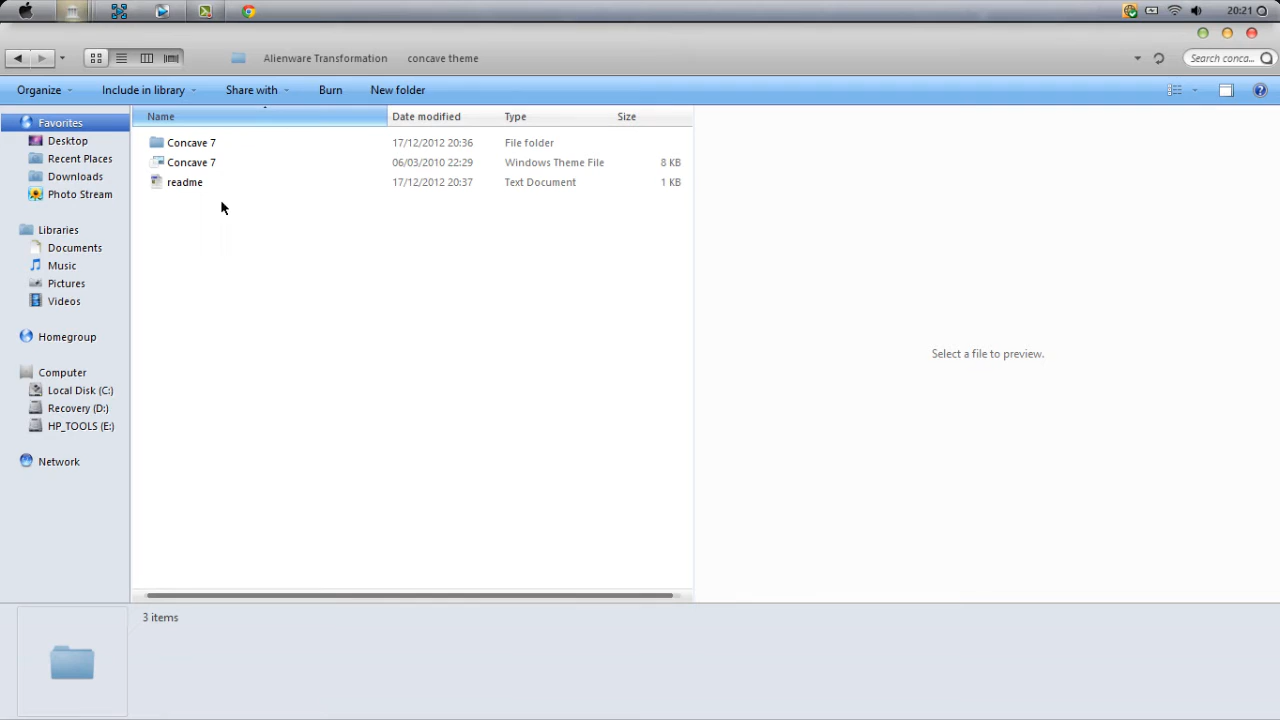 20:21
Alienware Transformation concave theme Search conca...
Organize Include in library Share with Burn New folder
Favorites
Desktop
Recent Places
Downloads
Photo Stream
Libraries
Documents
Music
Pictures
Videos
Homegroup
Computer
Local Disk (C:)
Recovery (D:)
HP_TOOLS (E:)
Network
Name Date modified Type Size
Concave 7 17/12/2012 20:36 File folder
Concave 7 06/03/2010 22:29 Windows Theme File 8 KB
readme 17/12/2012 20:37 Text Document 1 KB
Select a file to preview.
3 items